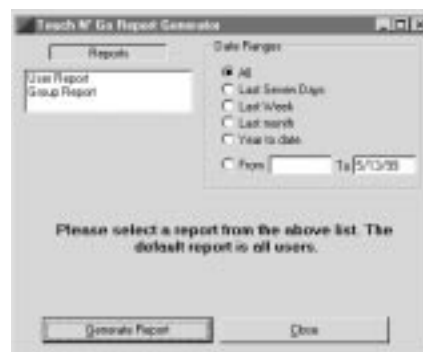 Touch N' Go Report Generator
Reports
User Report
Group Report
Date Ranges
All
Last Seven Days
Last Week
Last month
Year to date
From To 5/13/98
Please select a report from the above list. The
default report is all users.
Generate Report
Close